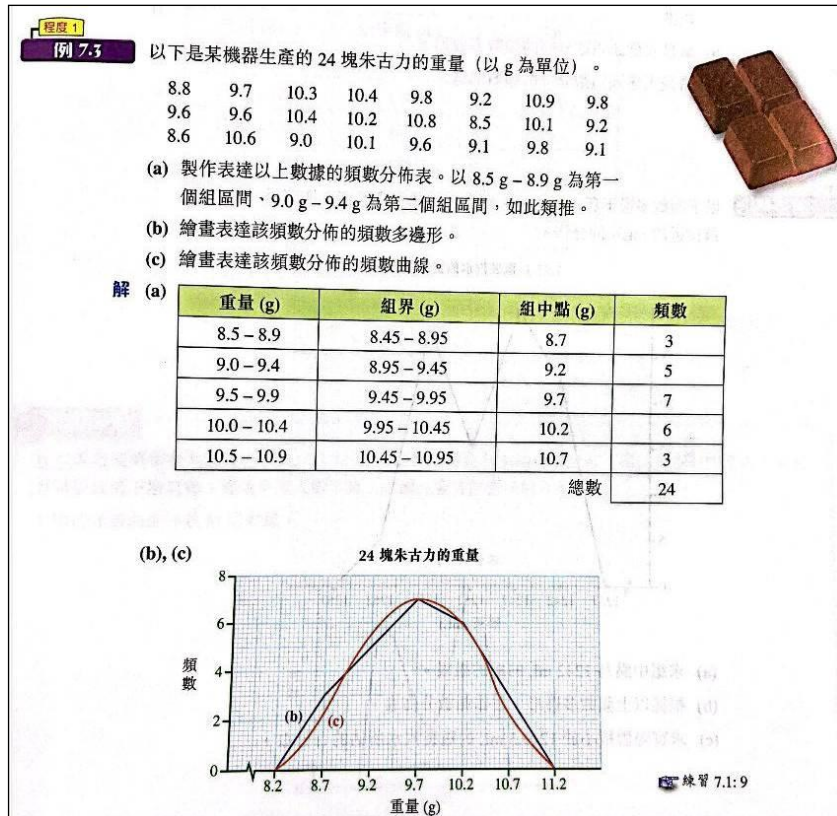 程度 1
例 7.3
以下是某機器生產的 24 塊朱古力的重量（以 g 為單位）。
8.8 9.7 10.3 10.4 9.8 9.2 10.9 9.8
9.6 9.6 10.4 10.2 10.8 8.5 10.1 9.2
8.6 10.6 9.0 10.1 9.6 9.1 9.8 9.1
(a) 製作表達以上數據的頻數分佈表。以 8.5 g – 8.9 g 為第一
個組區間、9.0 g – 9.4 g 為第二個組區間，如此類推。
(b) 繪畫表達該頻數分佈的頻數多邊形。
(c) 繪畫表達該頻數分佈的頻數曲線。
解 (a)
重量 (g) 組界 (g) 組中點 (g) 頻數
8.5 – 8.9 8.45 – 8.95 8.7 3
9.0 – 9.4 8.95 – 9.45 9.2 5
9.5 – 9.9 9.45 – 9.95 9.7 7
10.0 – 10.4 9.95 – 10.45 10.2 6
10.5 – 10.9 10.45 – 10.95 10.7 3
總數 24
(b), (c)
24 塊朱古力的重量
頻數
8
6
4
2
0
(b) (c)
8.2 8.7 9.2 9.7 10.2 10.7 11.2
重量 (g)
練習 7.1: 9